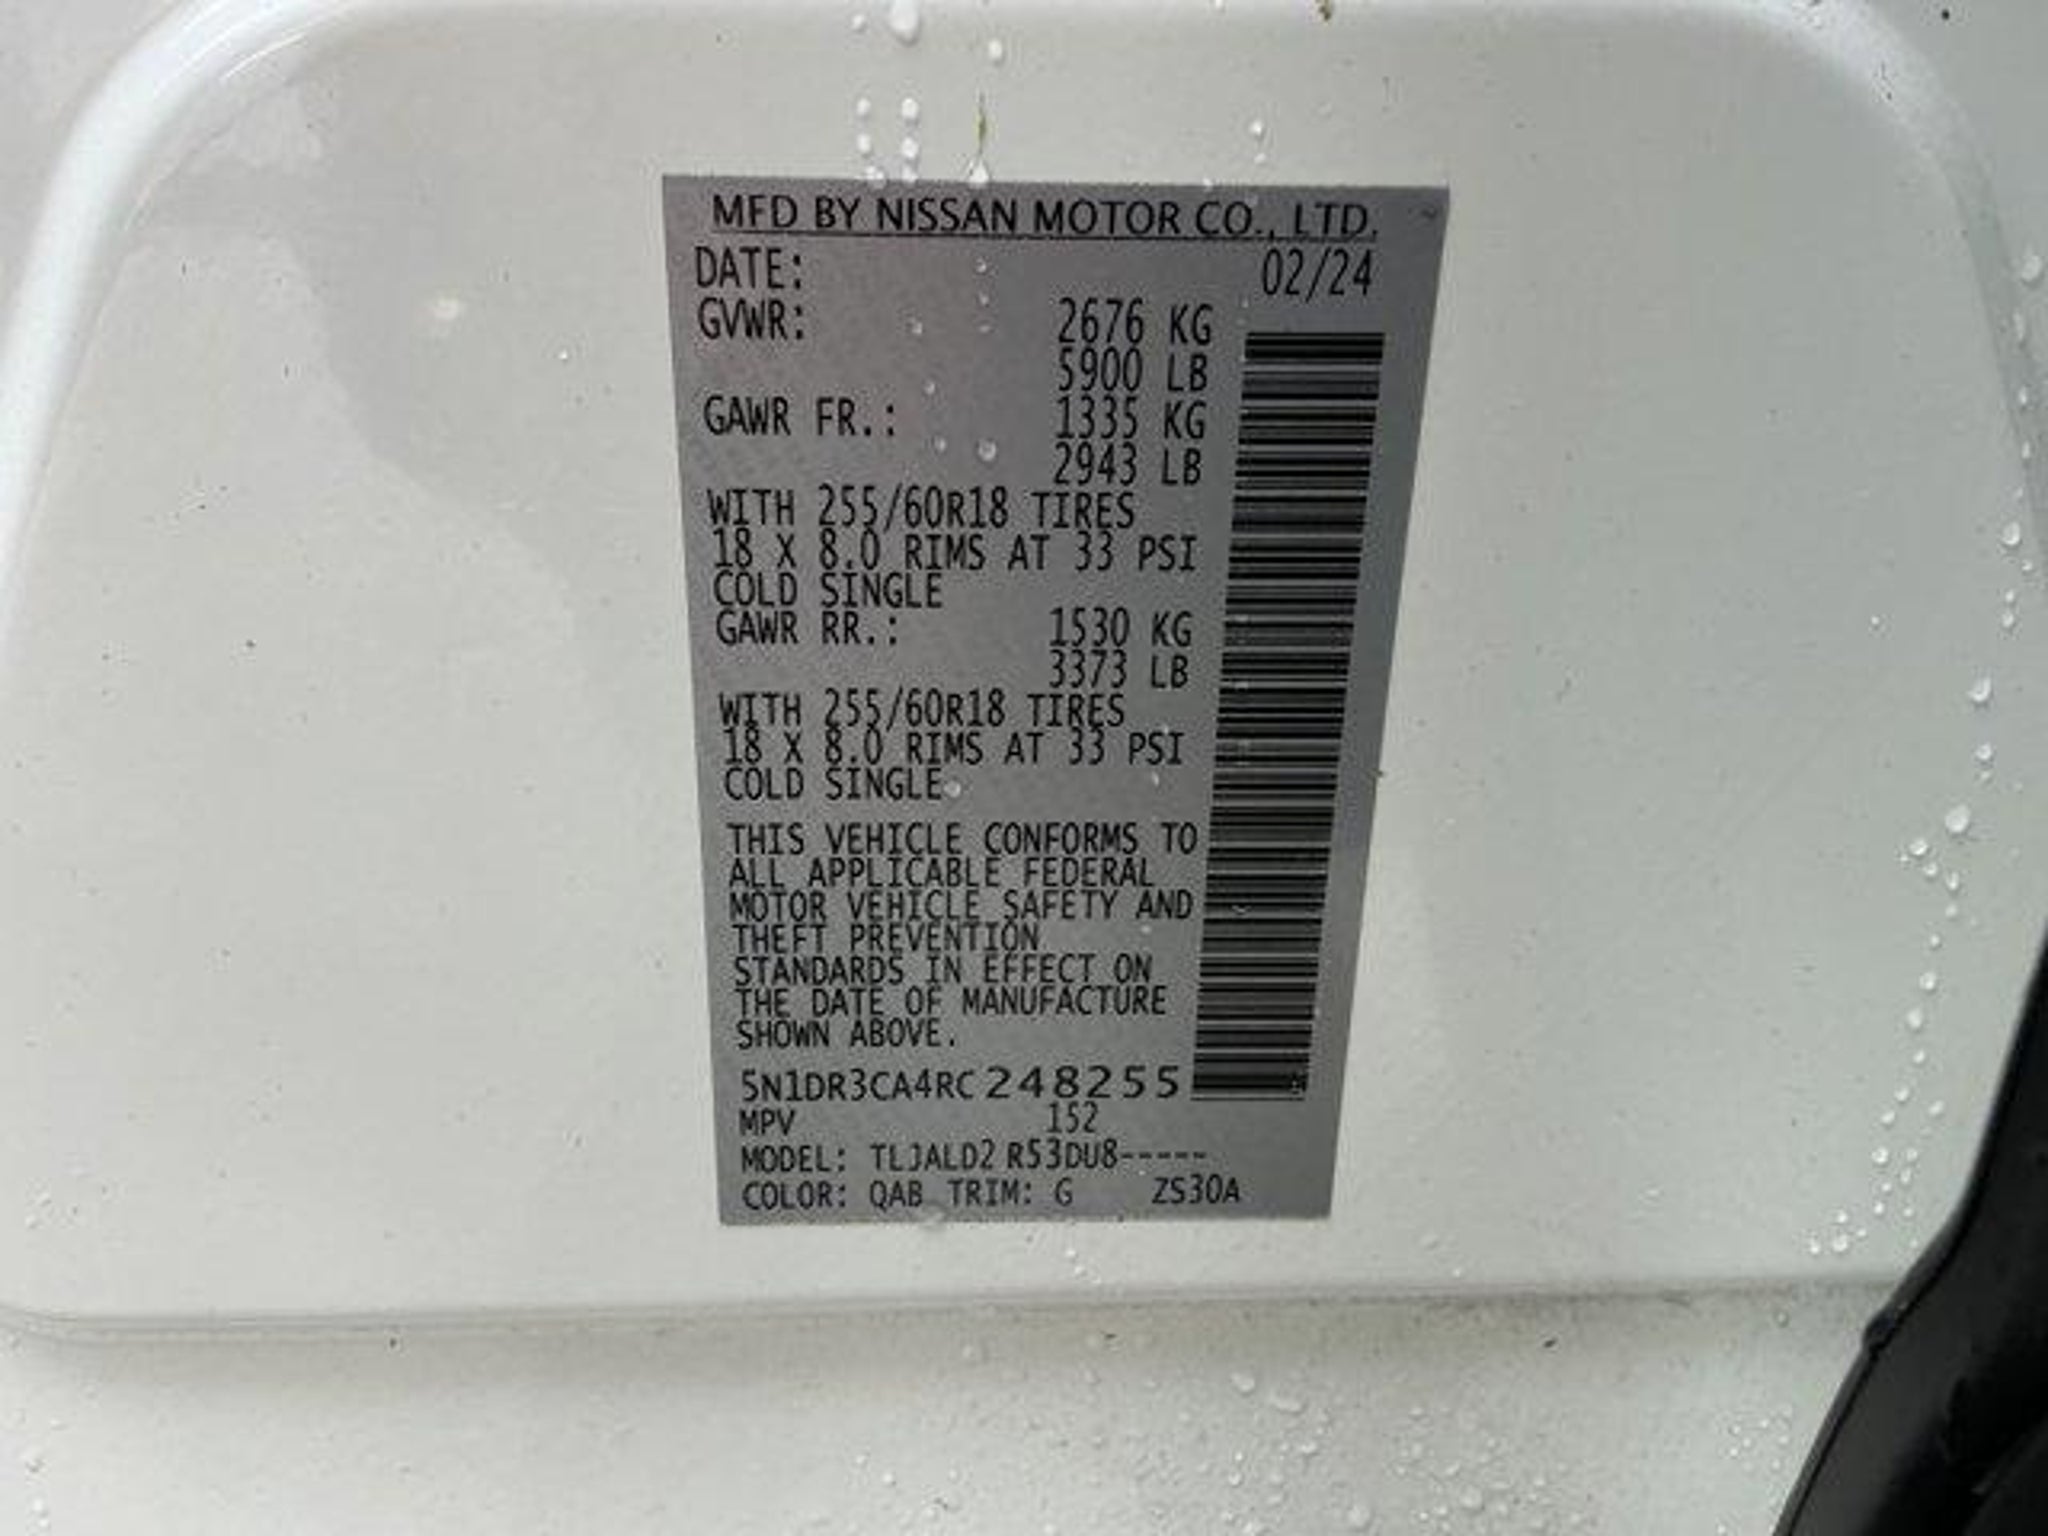 MFD BY NISSAN MOTOR CO., LTD.
DATE: 02/24
GVWR: 2676 KG
5900 LB
GAWR FR.: 1335 KG
2943 LB
WITH 255/60R18 TIRES
18 X 8.0 RIMS AT 33 PSI
COLD SINGLE
GAWR RR.: 1530 KG
3373 LB
WITH 255/60R18 TIRES
18 X 8.0 RIMS AT 33 PSI
COLD SINGLE
THIS VEHICLE CONFORMS TO
ALL APPLICABLE FEDERAL
MOTOR VEHICLE SAFETY AND
THEFT PREVENTION
STANDARDS IN EFFECT ON
THE DATE OF MANUFACTURE
SHOWN ABOVE.
5N1DR3CA4RC248255
MPV 152
MODEL: TLJALD2 R53DU8-----
COLOR: QAB TRIM: G ZS30A